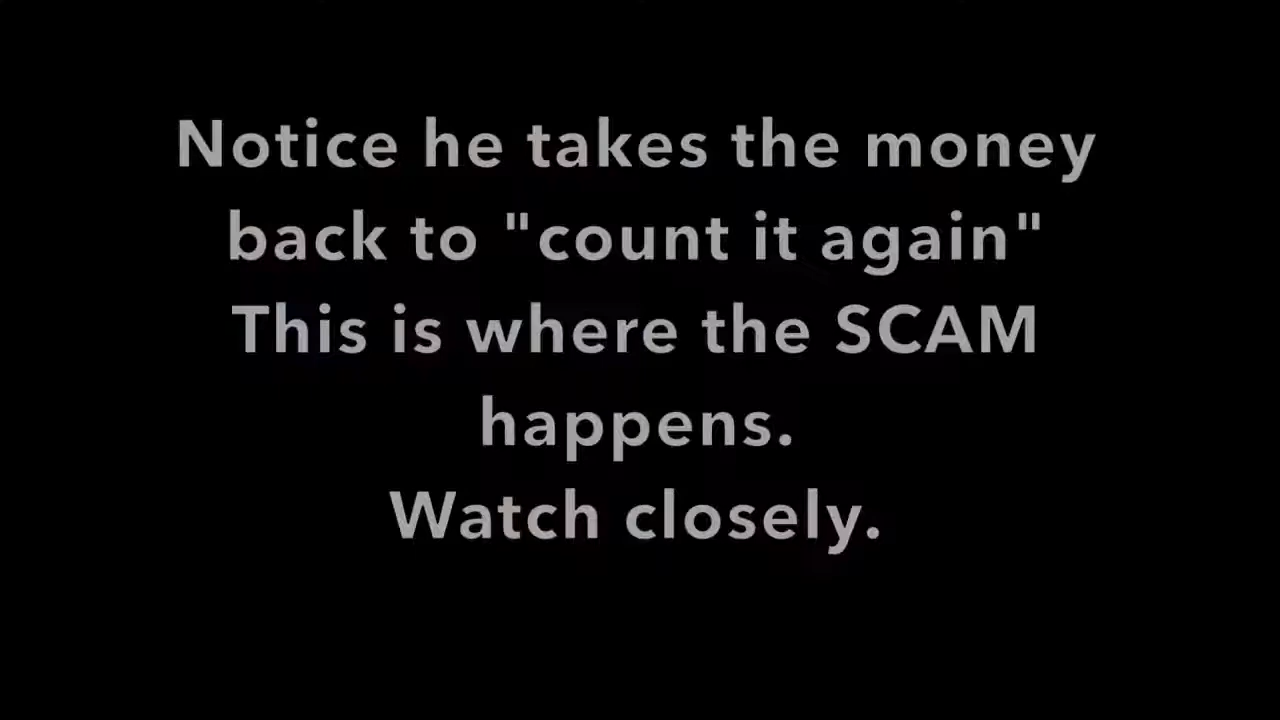 Notice he takes the money
back to "count it again"
This is where the SCAM
happens.
Watch closely.